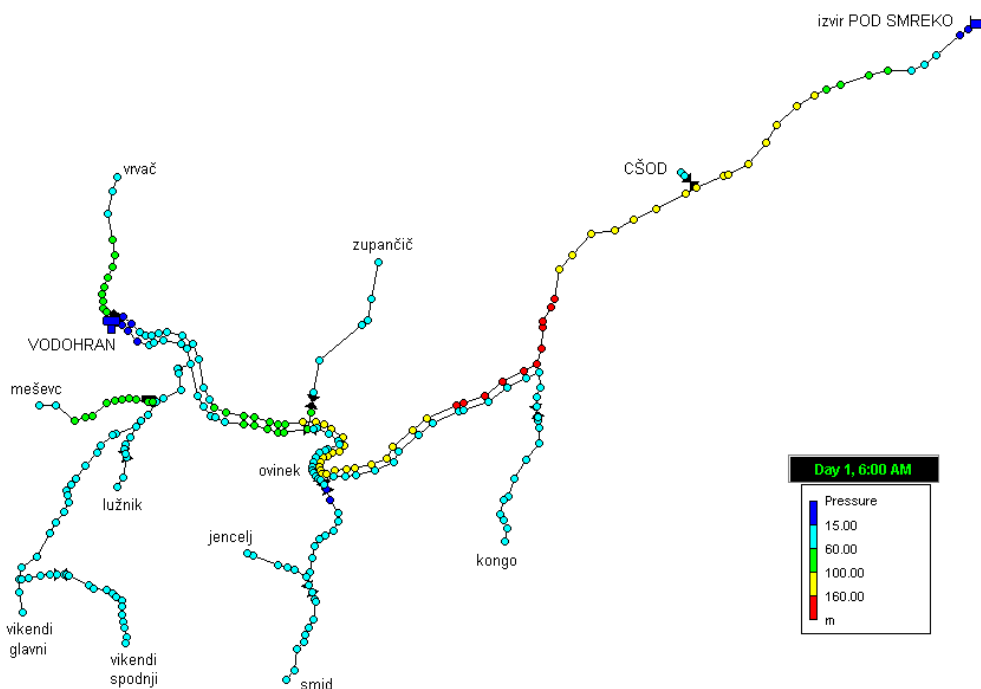 izvir POD SMREKO
CŠOD
vrvač
zupančič
VODOHRAN
meševc
ovinek
lužnik
jencelj
kongo
vikendi
glavni
vikendi
spodnji
smid
Day 1, 6:00 AM
Pressure
15.00
60.00
100.00
160.00
m